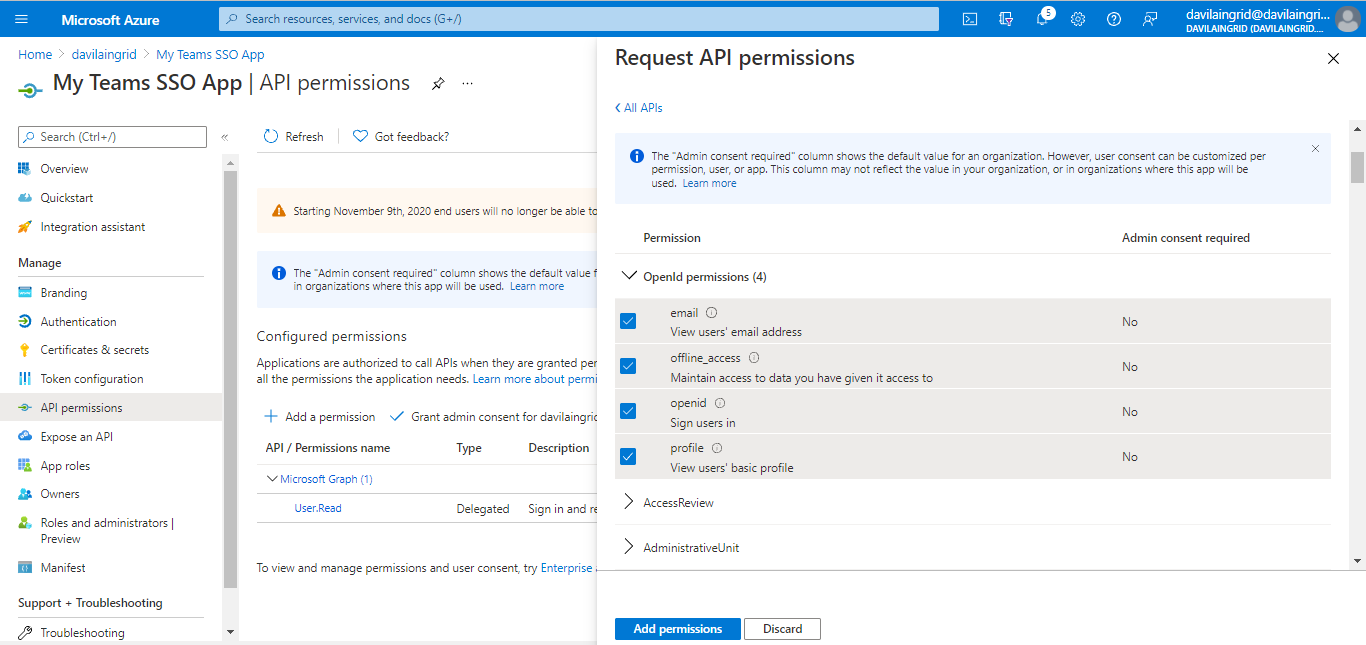 Microsoft Azure
Search resources, services, and docs (G+/)
5
davilaingrid@davilaingri...
DAVILAINGRID (DAVILAINGRID....
Home > davilaingrid > My Teams SSO App
My Teams SSO App | API permissions
Search (Ctrl+/)
«
Overview
Quickstart
Integration assistant
Manage
Branding
Authentication
Certificates & secrets
Token configuration
API permissions
Expose an API
App roles
Owners
Roles and administrators |
Preview
Manifest
Support + Troubleshooting
Troubleshooting
Refresh
Got feedback?
Starting November 9th, 2020 end users will no longer be able to
The "Admin consent required" column shows the default value f
in organizations where this app will be used. Learn more
Configured permissions
Applications are authorized to call APIs when they are granted per
all the permissions the application needs. Learn more about permi
Add a permission
Grant admin consent for davilaingrid
API / Permissions name Type Description
Microsoft Graph (1)
User.Read Delegated Sign in and re
To view and manage permissions and user consent, try Enterprise
Request API permissions
All APIs
The "Admin consent required" column shows the default value for an organization. However, user consent can be customized per
permission, user, or app. This column may not reflect the value in your organization, or in organizations where this app will be
used. Learn more
Permission Admin consent required
OpenId permissions (4)
email
View users' email address
No
offline_access
Maintain access to data you have given it access to
No
openid
Sign users in
No
profile
View users' basic profile
No
AccessReview
AdministrativeUnit
Add permissions
Discard